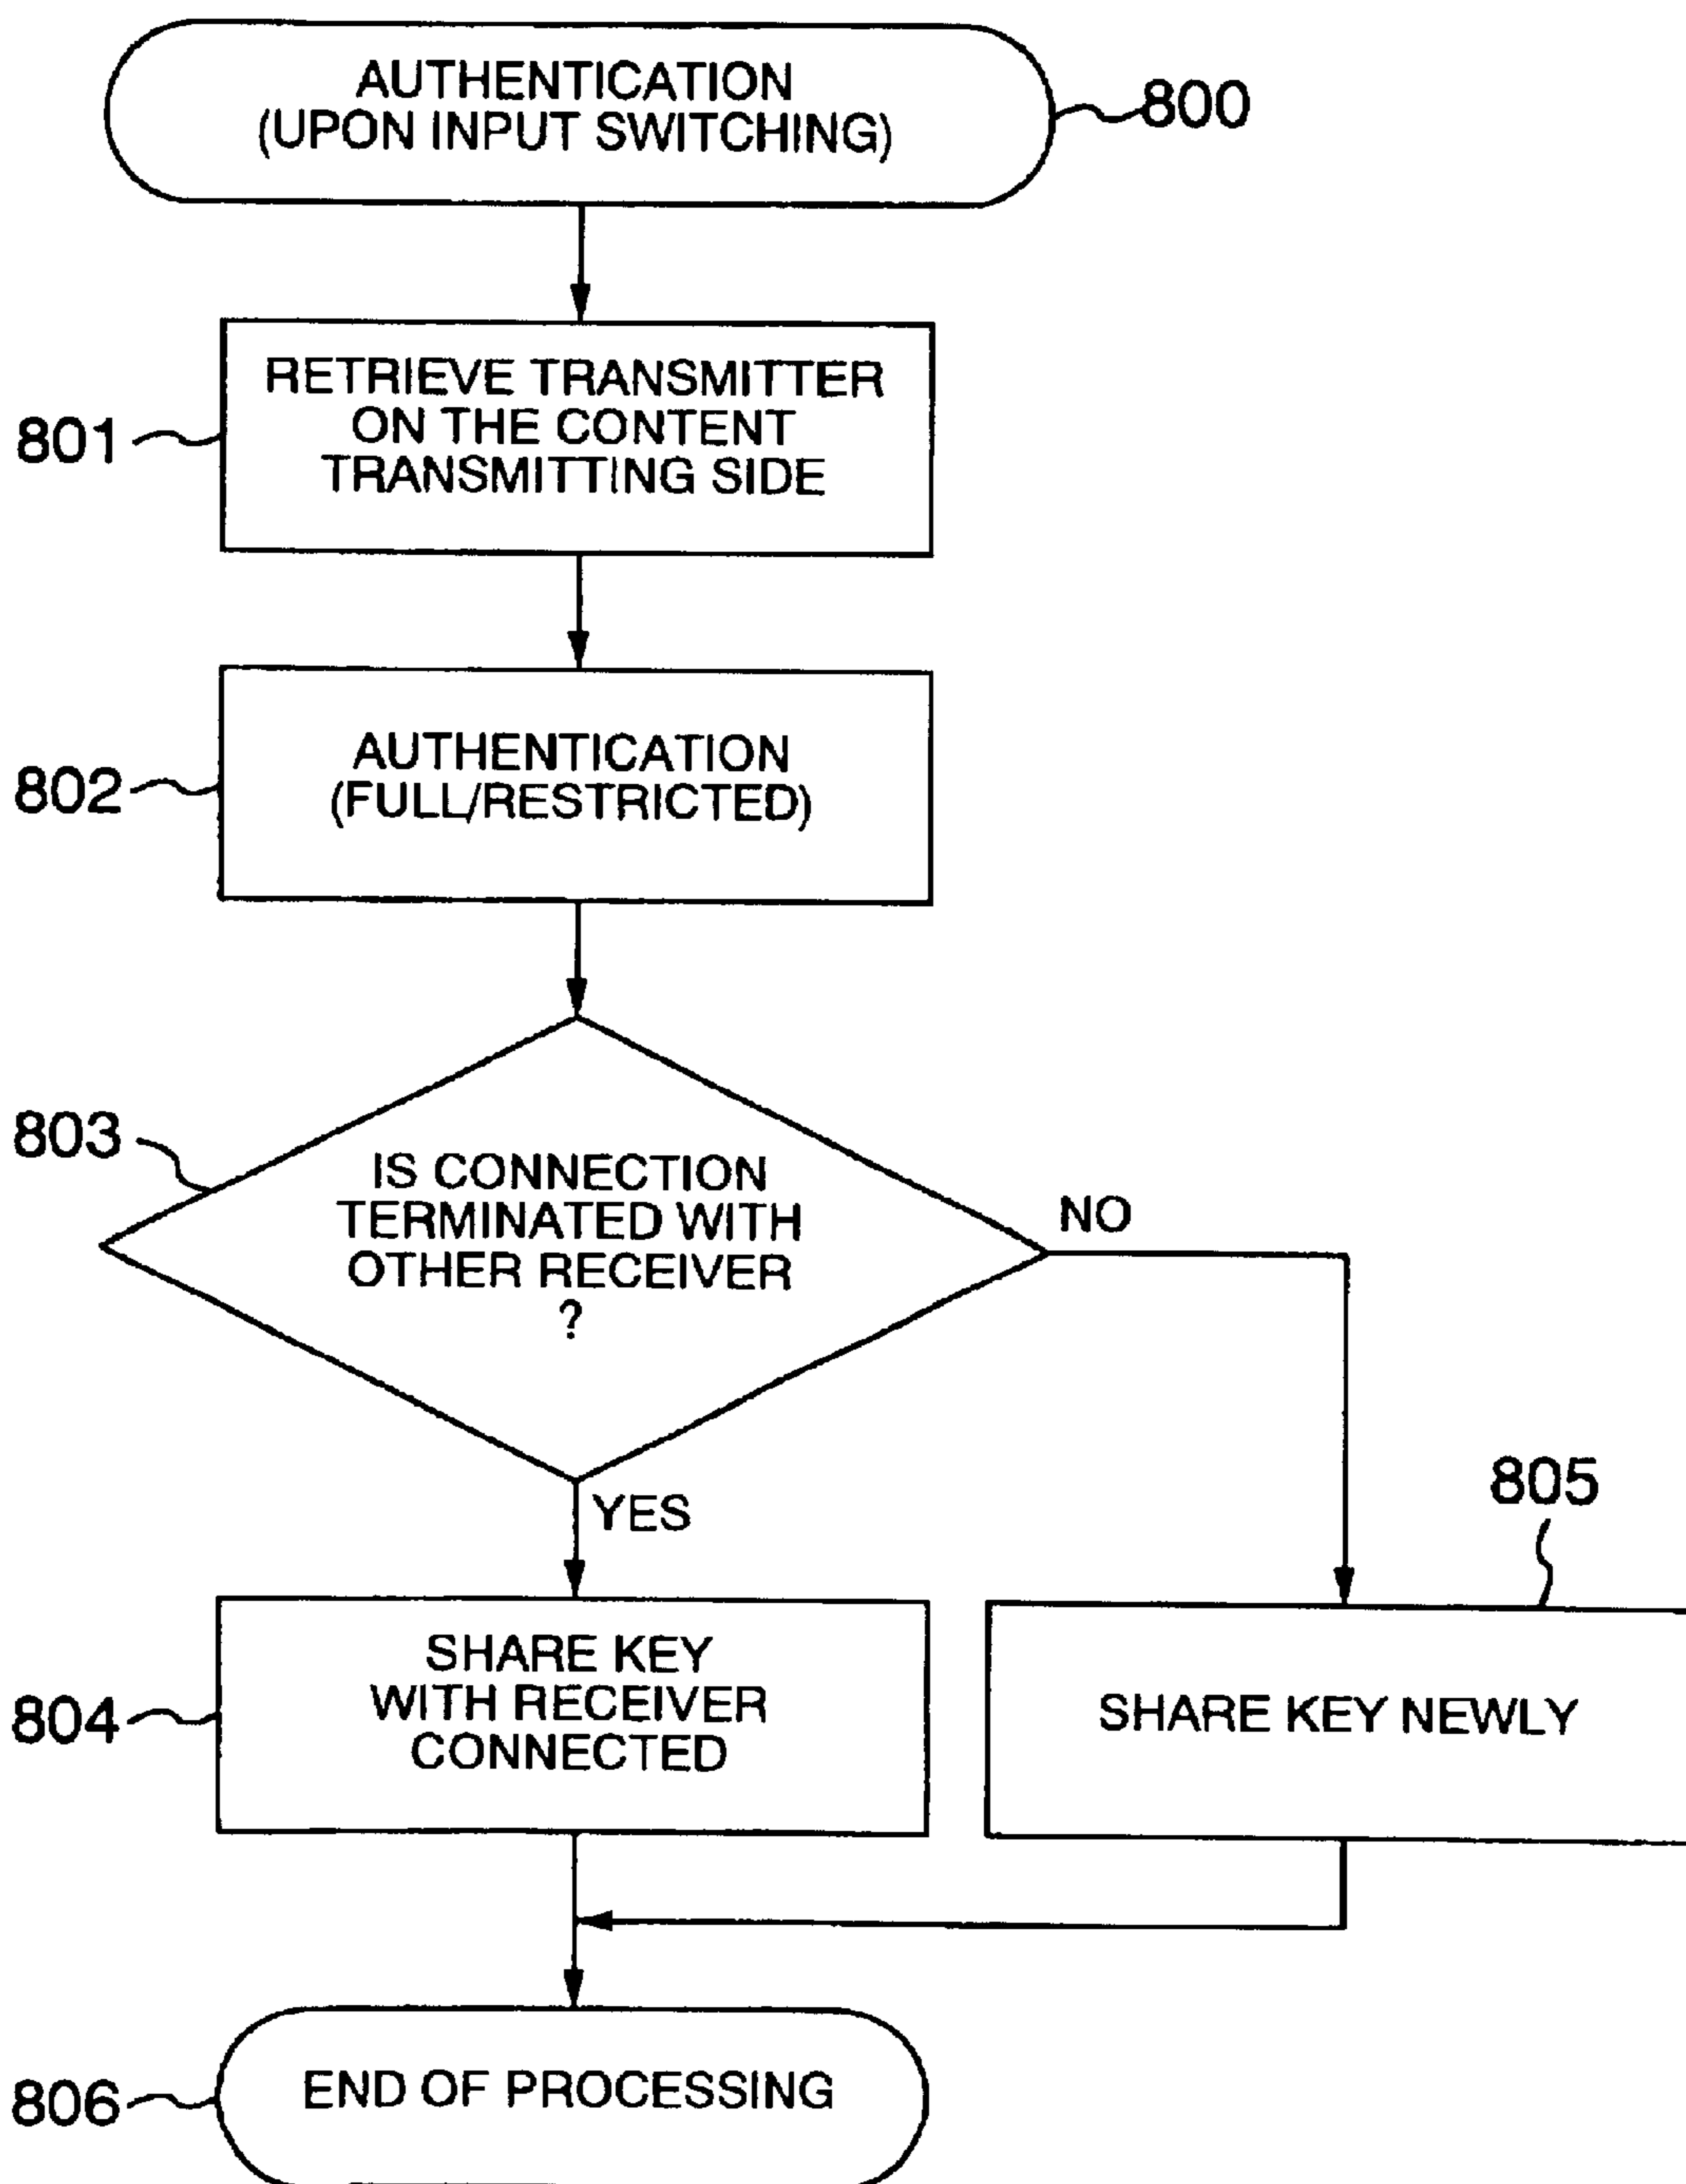 AUTHENTICATION
(UPON INPUT SWITCHING)
800
RETRIEVE TRANSMITTER
ON THE CONTENT
TRANSMITTING SIDE
801
AUTHENTICATION
(FULL/RESTRICTED)
802
803
IS CONNECTION
TERMINATED WITH
OTHER RECEIVER
?
NO
YES
805
SHARE KEY
WITH RECEIVER
CONNECTED
804
SHARE KEY NEWLY
END OF PROCESSING
806